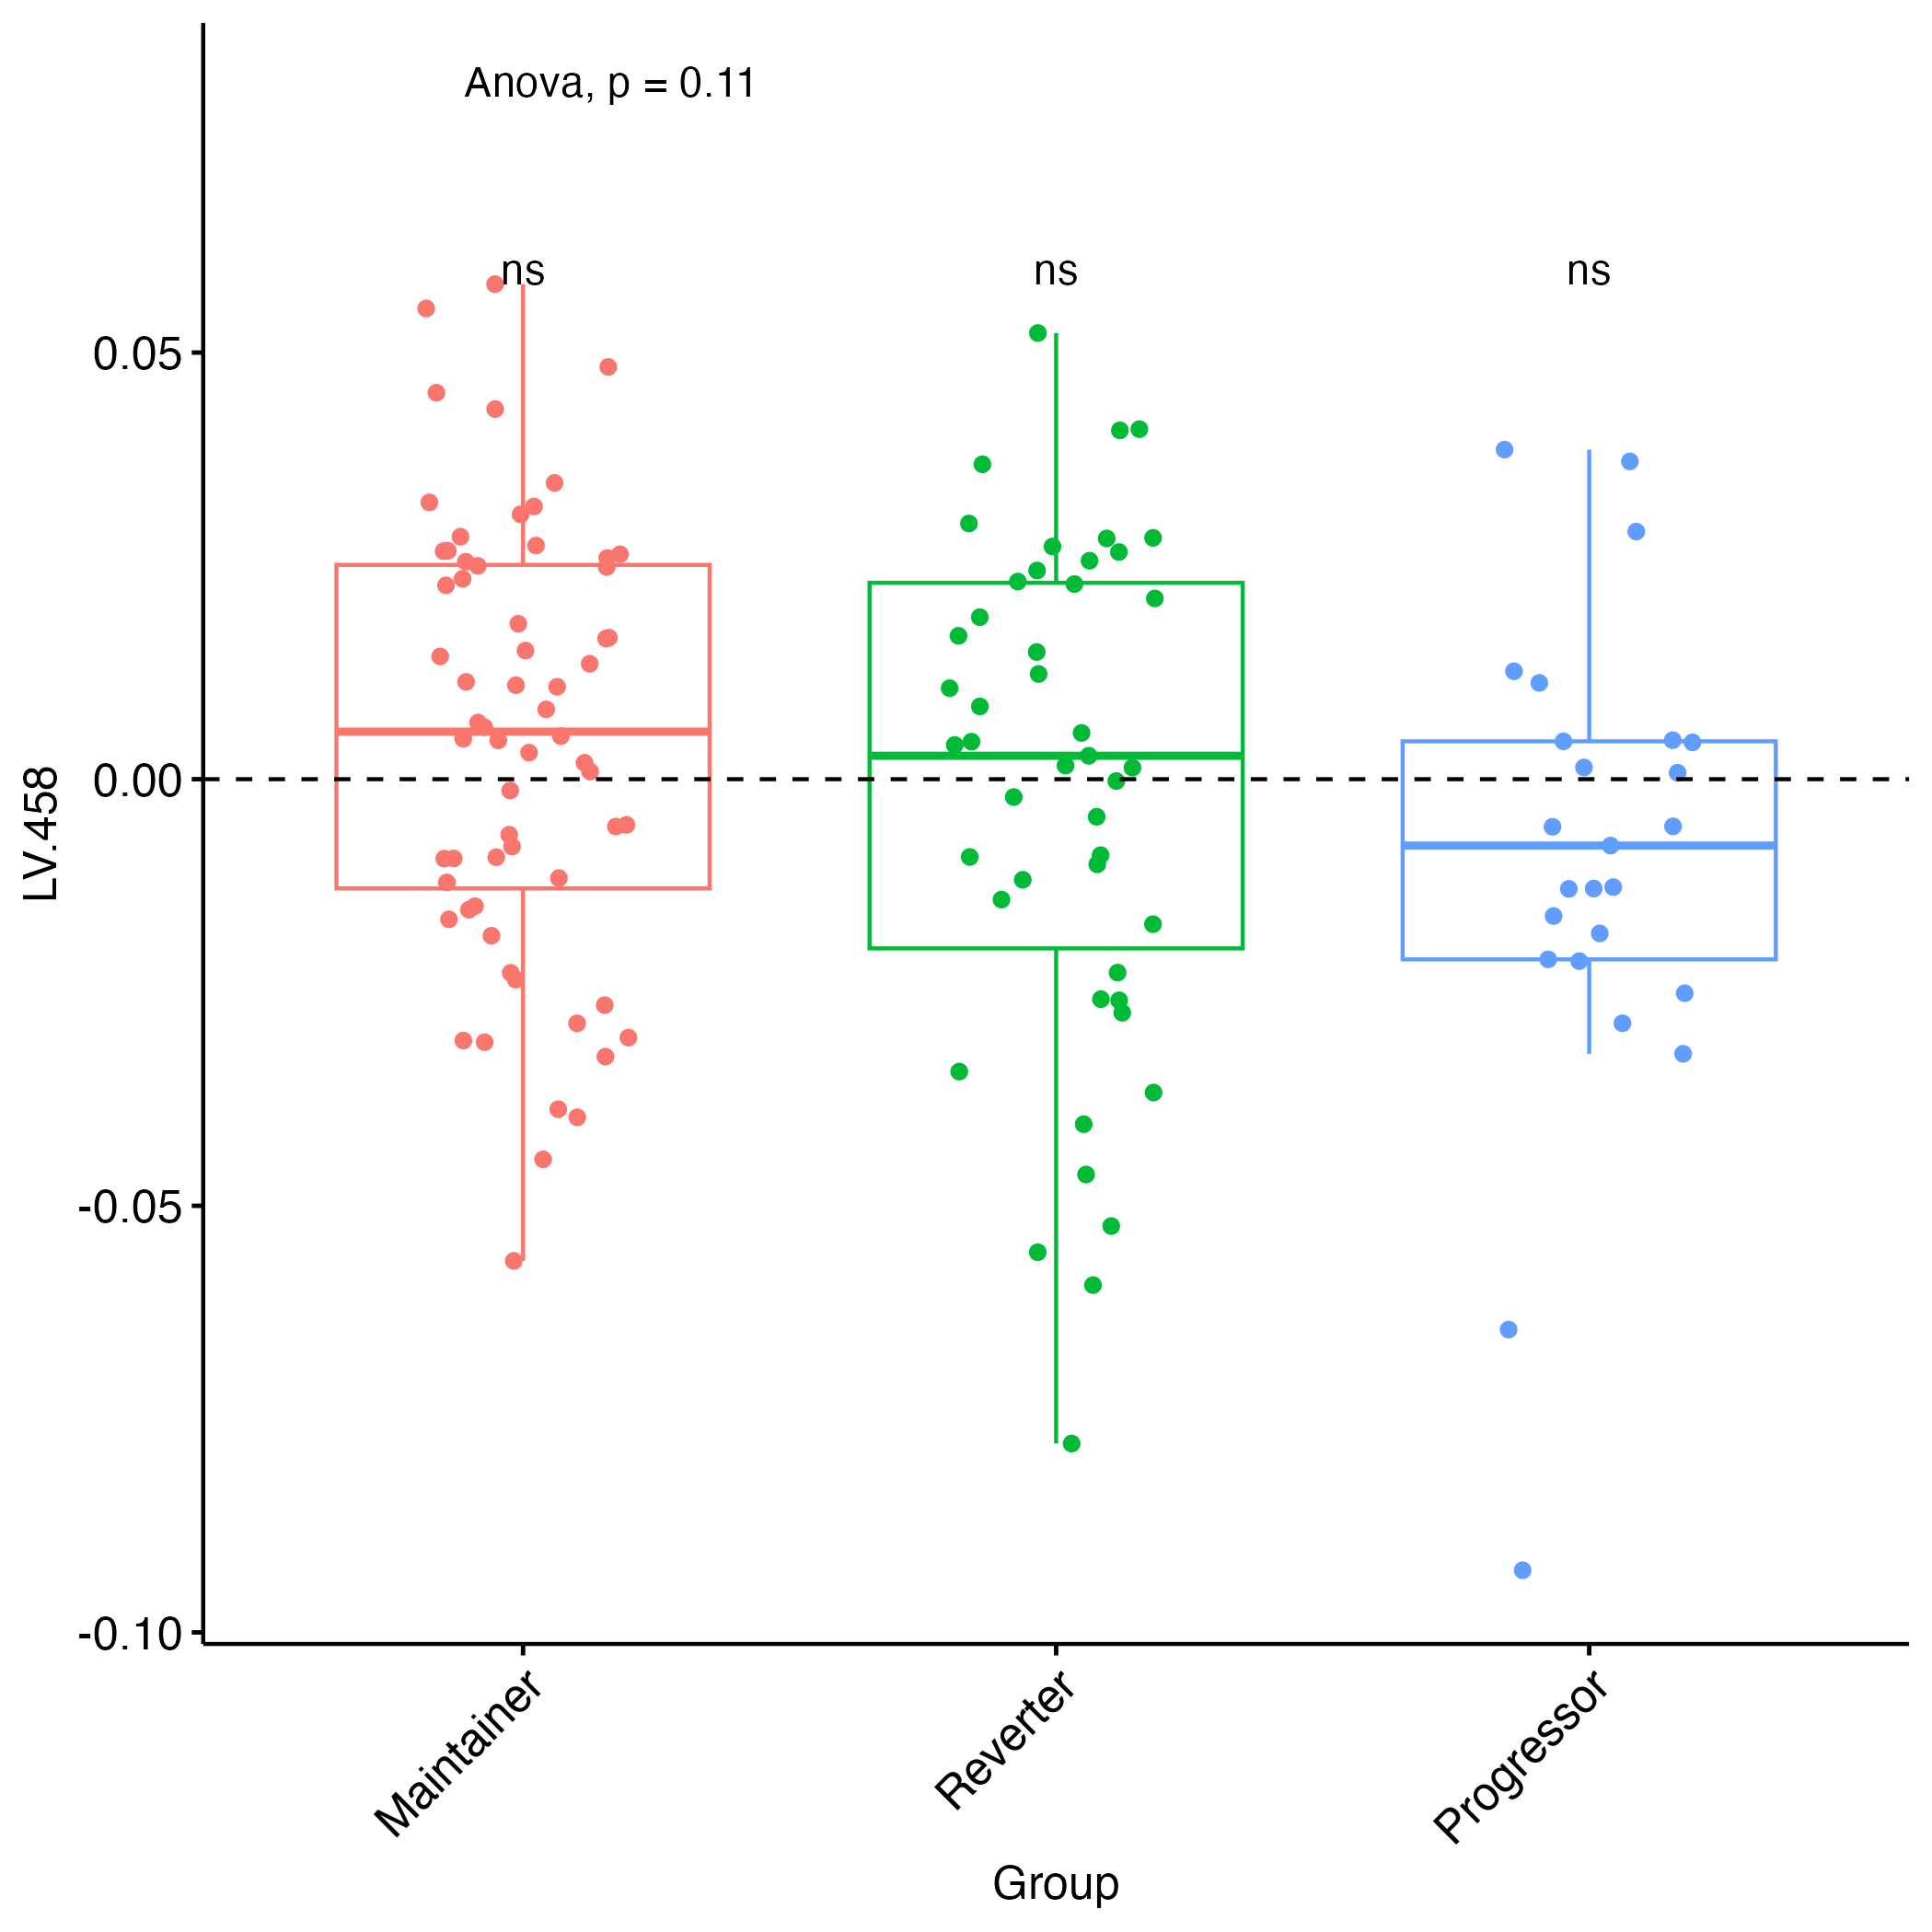 Anova, p = 0.11
ns ns ns
0.05
0.00
-0.05
-0.10
LV.458
Maintainer
Reverter
Progressor
Group